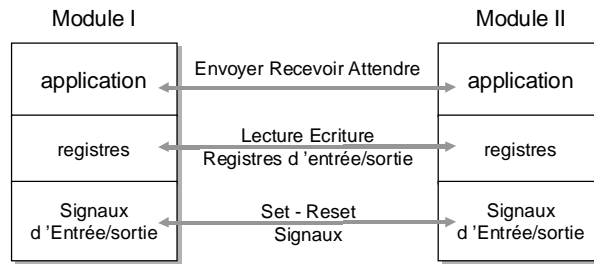 Module I
Module II
application
Envoyer Recevoir Attendre
application
registres
Lecture Ecriture
Registres d 'entrée/sortie
registres
Signaux
d 'Entrée/sortie
Set - Reset
Signaux
Signaux
d 'Entrée/sortie